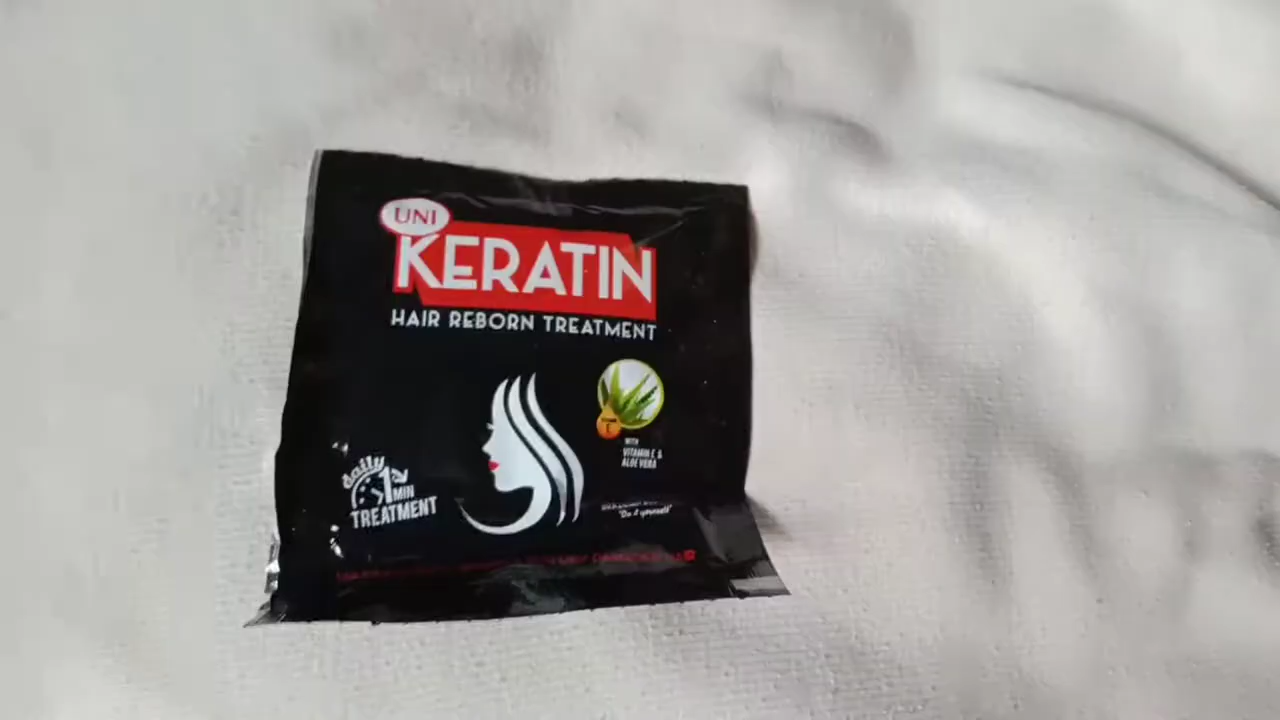 UNI
KERATIN
HAIR REBORN TREATMENT
WITH
VITAMIN E &
ALOE VERA
daily
1 MIN
TREATMENT
"Do it yourself"